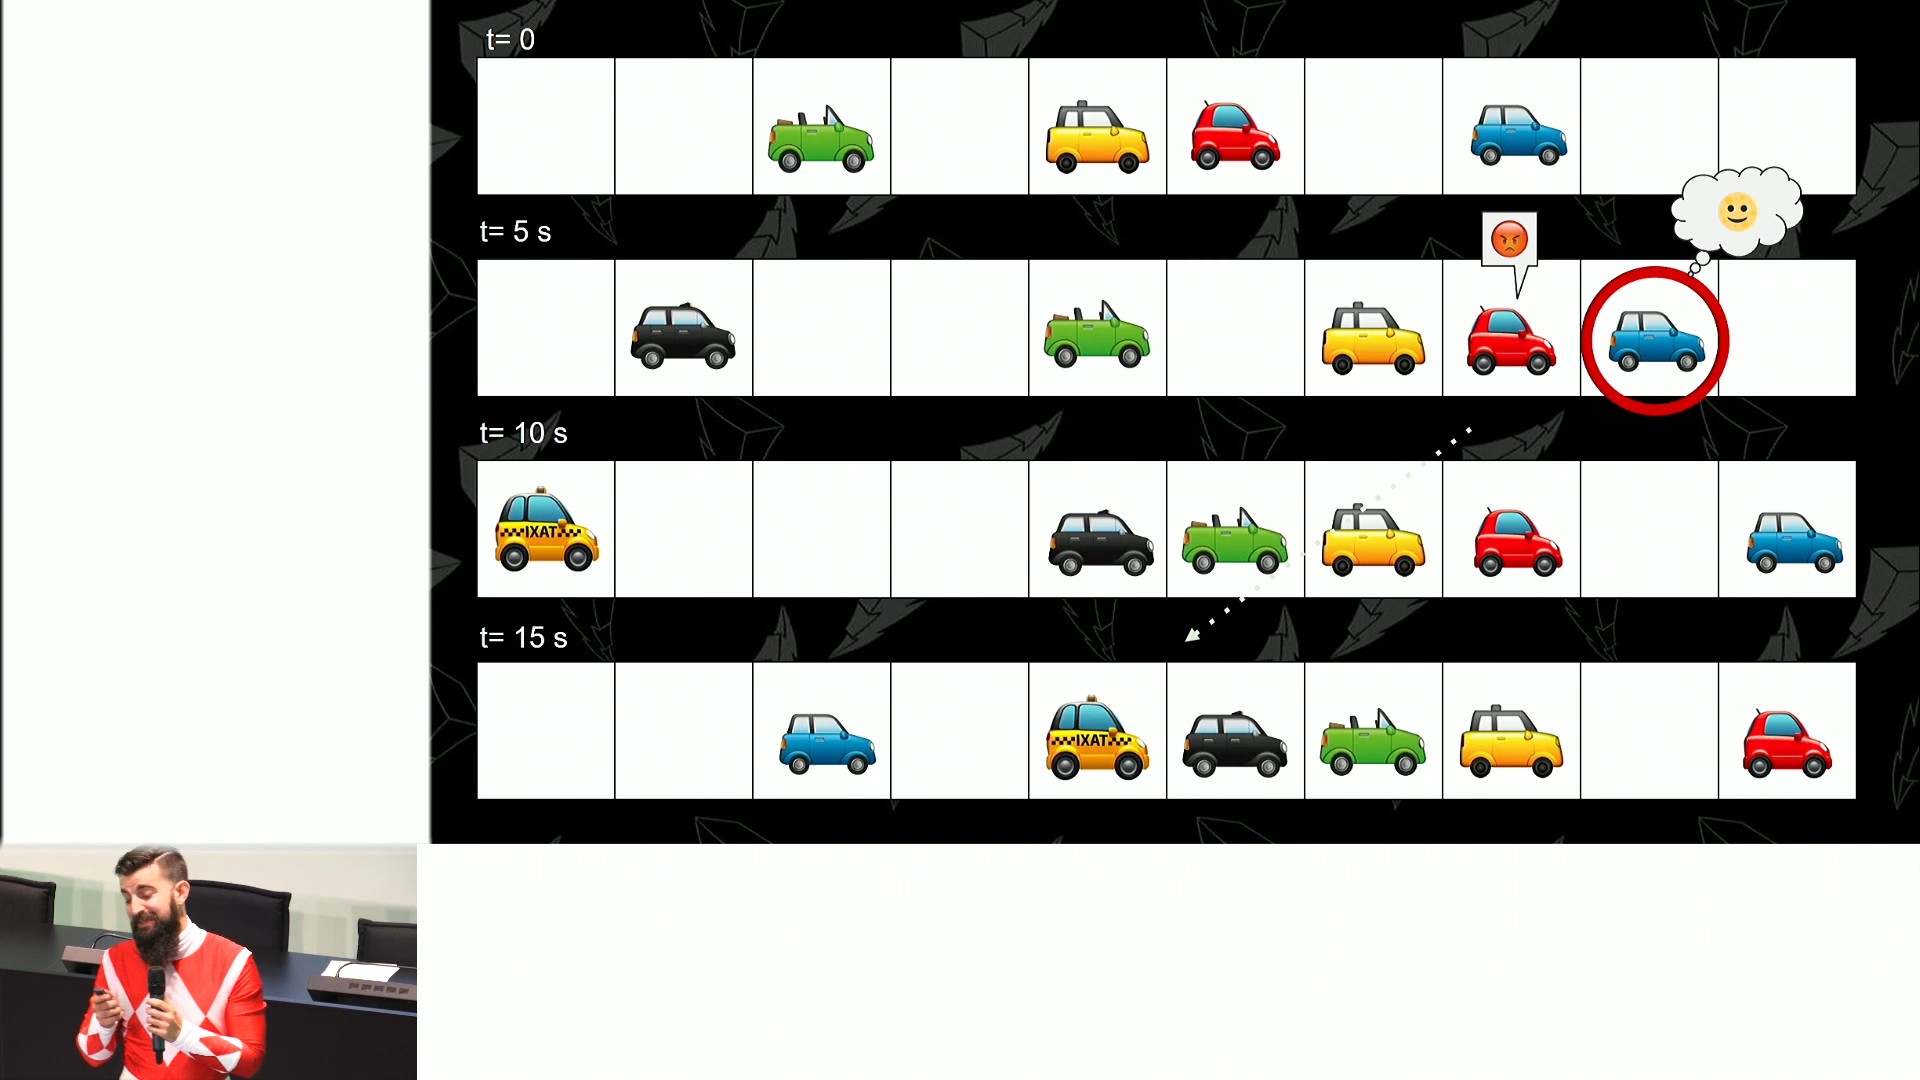 t= 0
t= 5 s
t= 10 s
IXAT
t= 15 s
IXAT